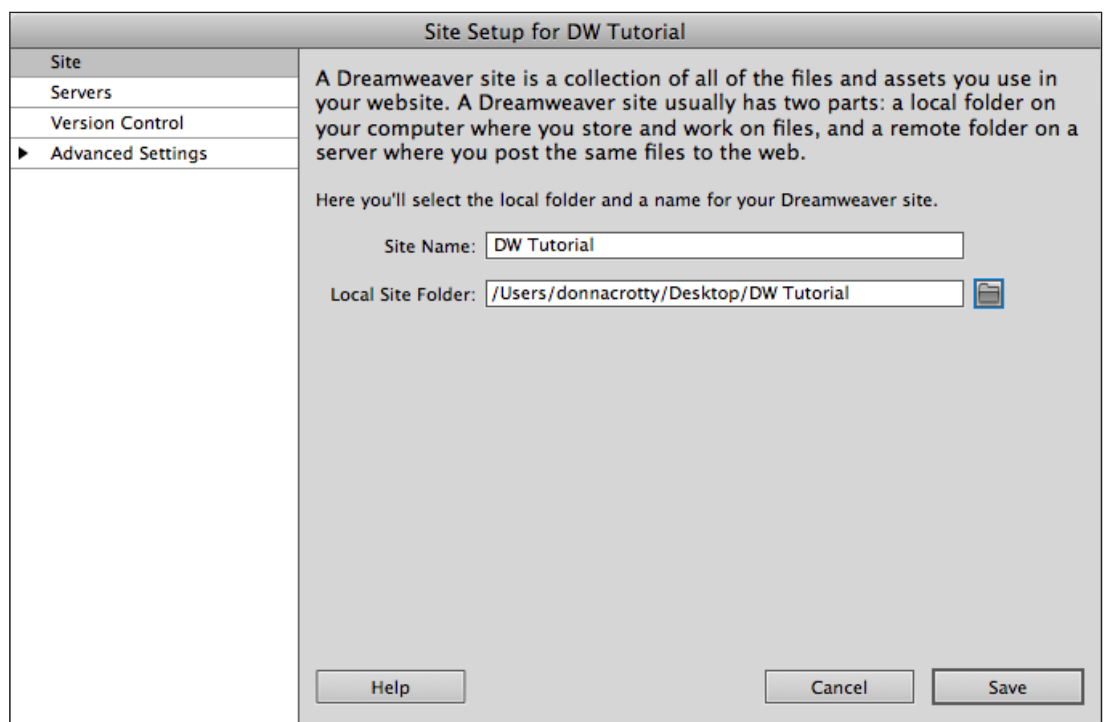 Site Setup for DW Tutorial
Site
Servers
Version Control
Advanced Settings
A Dreamweaver site is a collection of all of the files and assets you use in
your website. A Dreamweaver site usually has two parts: a local folder on
your computer where you store and work on files, and a remote folder on a
server where you post the same files to the web.
Here you'll select the local folder and a name for your Dreamweaver site.
Site Name: DW Tutorial
Local Site Folder: /Users/donnacrotty/Desktop/DW Tutorial
Help
Cancel
Save